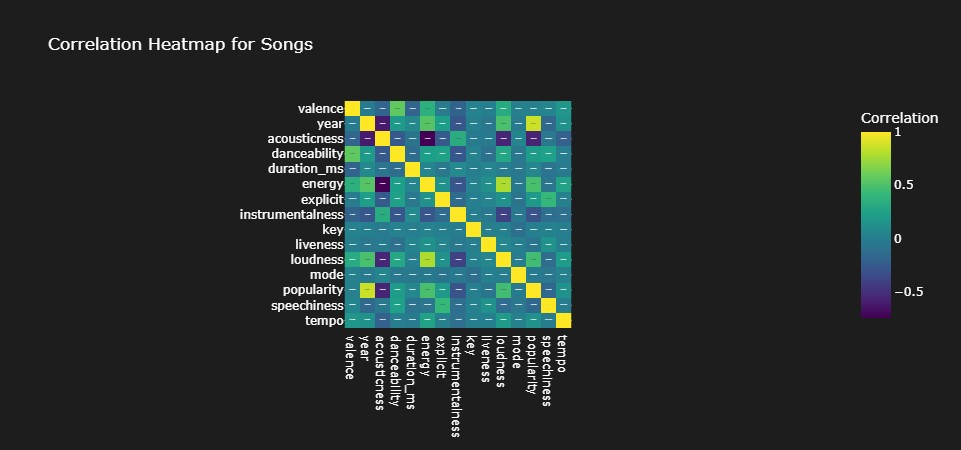 Correlation Heatmap for Songs
Correlation
valence
year
acousticness
danceability
duration_ms
energy
explicit
instrumentalness
key
liveness
loudness
mode
popularity
speechiness
tempo
valence
year
acousticness
danceability
duration_ms
energy
explicit
instrumentalness
key
liveness
loudness
mode
popularity
speechiness
tempo
1
0.5
0
−0.5